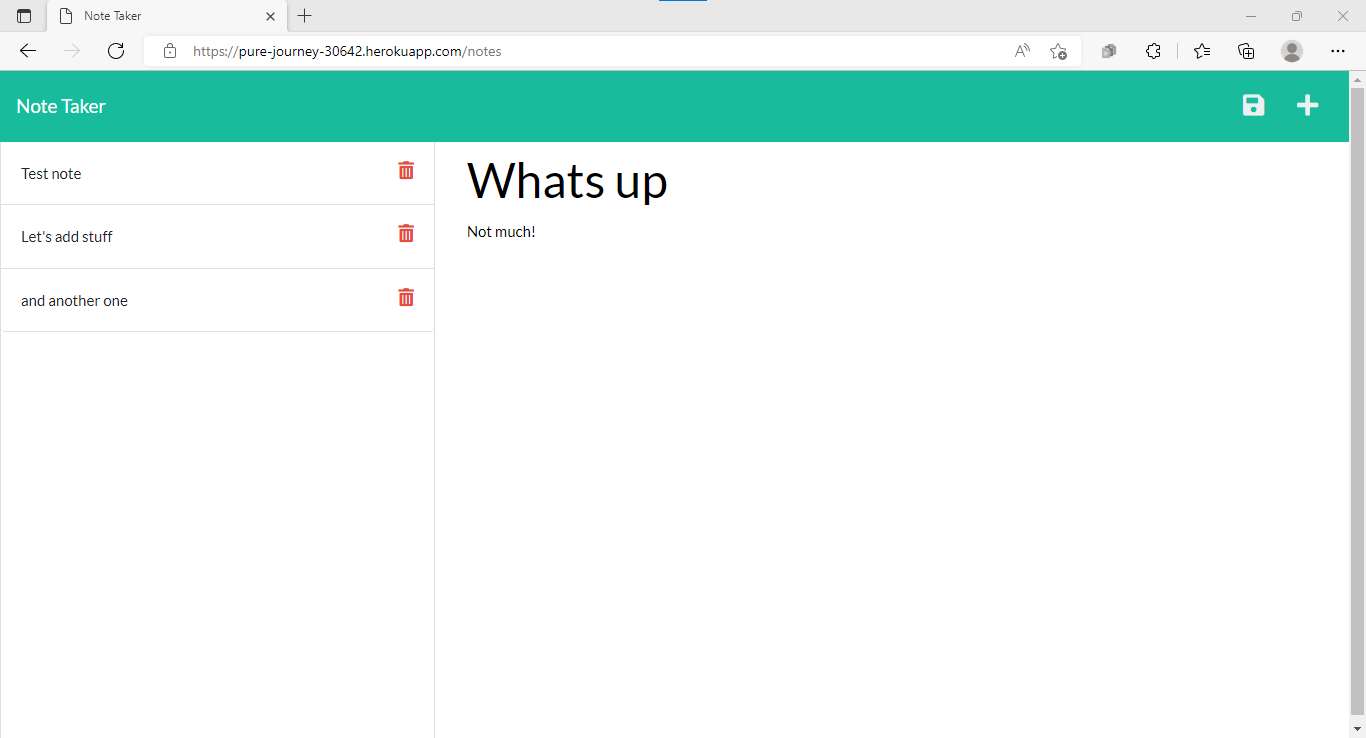 Note Taker
https://pure-journey-30642.herokuapp.com/notes
Note Taker
Test note
Let's add stuff
and another one
Whats up
Not much!